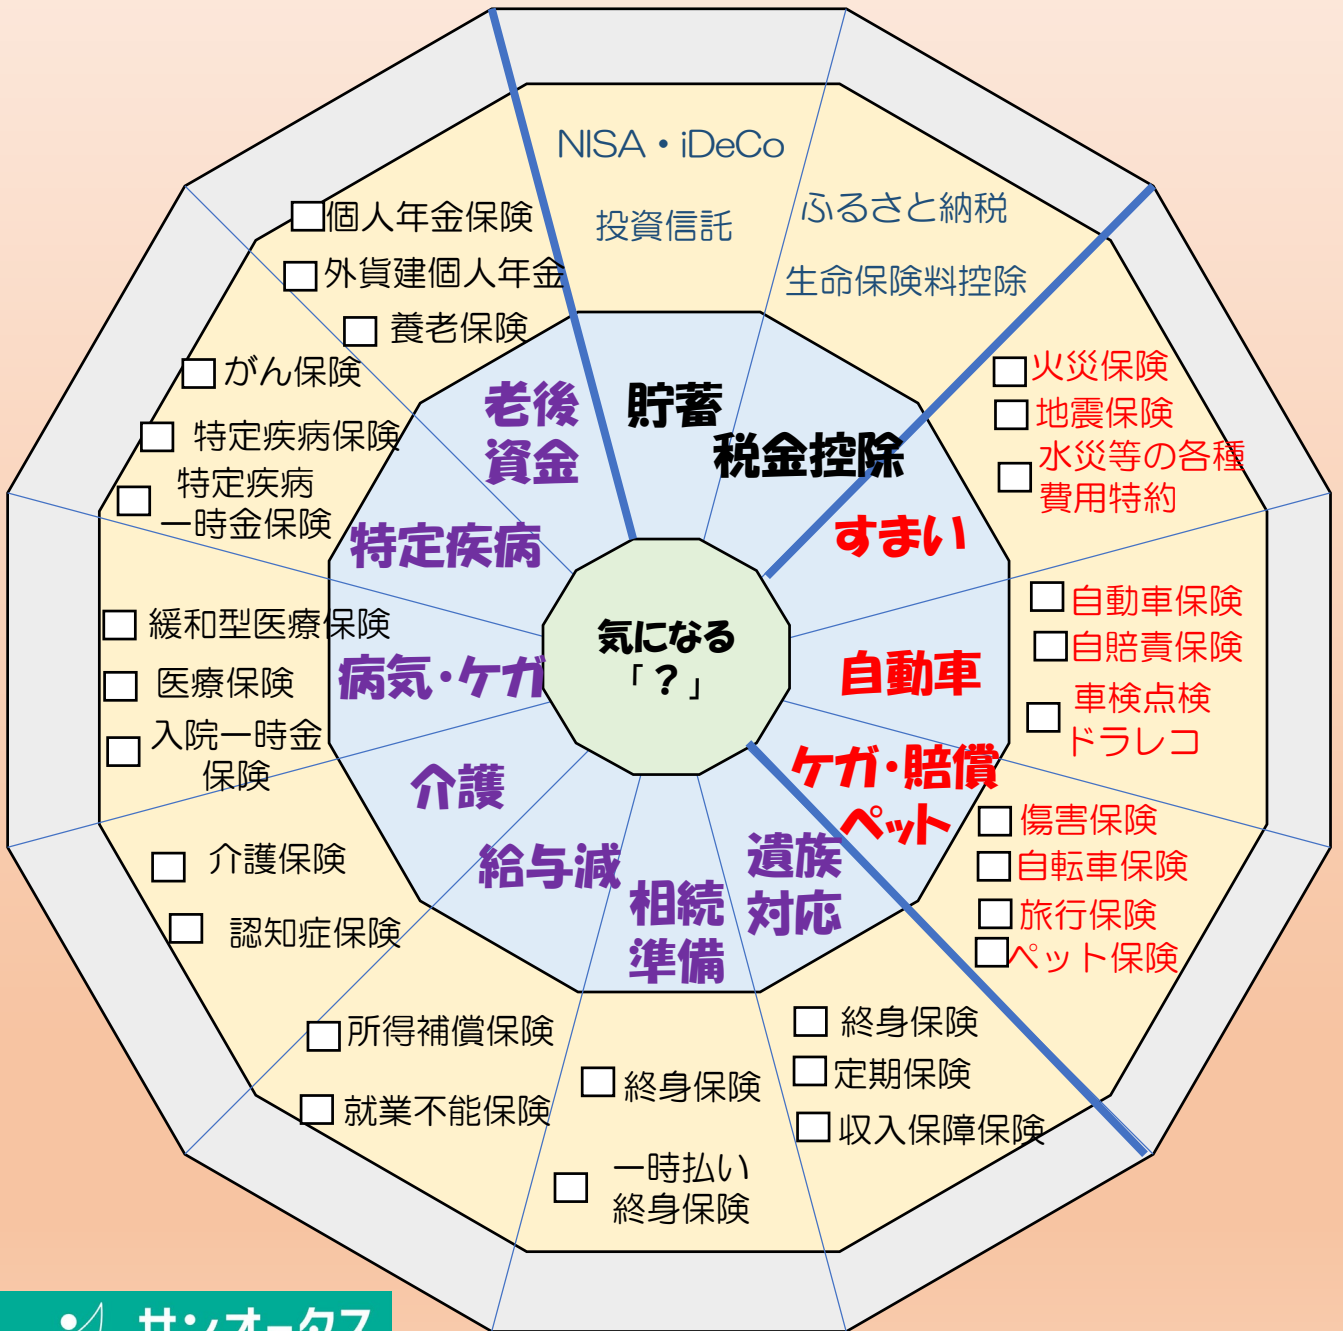 NISA・iDeCo
投資信託
ふるさと納税
生命保険料控除
個人年金保険
外貨建個人年金
養老保険
がん保険
特定疾病保険
特定疾病
一時金保険
緩和型医療保険
医療保険
入院一時金
保険
介護保険
認知症保険
所得補償保険
就業不能保険
終身保険
一時払い
終身保険
終身保険
定期保険
収入保障保険
火災保険
地震保険
水災等の各種
費用特約
自動車保険
自賠責保険
車検点検
ドラレコ
傷害保険
自転車保険
旅行保険
ペット保険
貯蓄
税金控除
すまい
自動車
ケガ・賠償
ペット
遺族
対応
相続
準備
給与減
介護
病気・ケガ
特定疾病
老後
資金
気になる
「?」
サンオータス